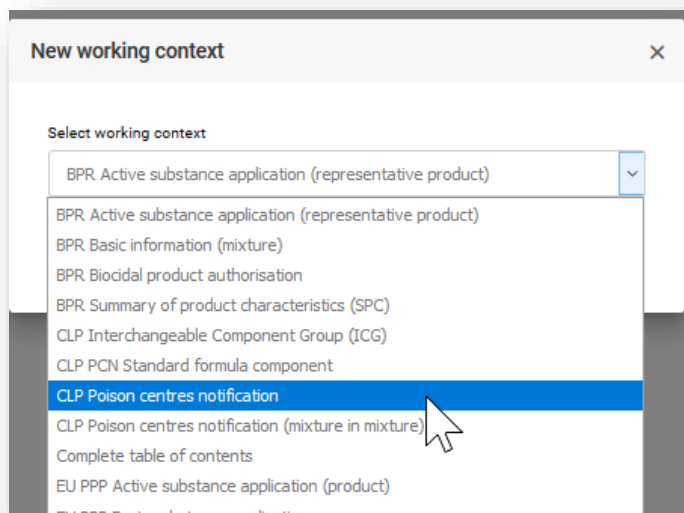 New working context
Select working context
BPR Active substance application (representative product)
BPR Active substance application (representative product)
BPR Basic information (mixture)
BPR Biocidal product authorisation
BPR Summary of product characteristics (SPC)
CLP Interchangeable Component Group (ICG)
CLP PCN Standard formula component
CLP Poison centres notification
CLP Poison centres notification (mixture in mixture)
Complete table of contents
EU PPP Active substance application (product)